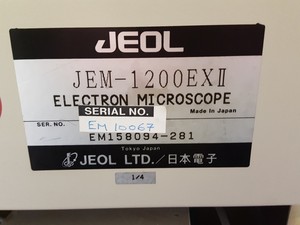 JEOL
JEM-1200EXII
ELECTRON MICROSCOPE
SERIAL NO. Made in Japan
SER. NO. EM 10067
EM158094-281
Tokyo Japan
JEOL LTD./日本電子
1/4